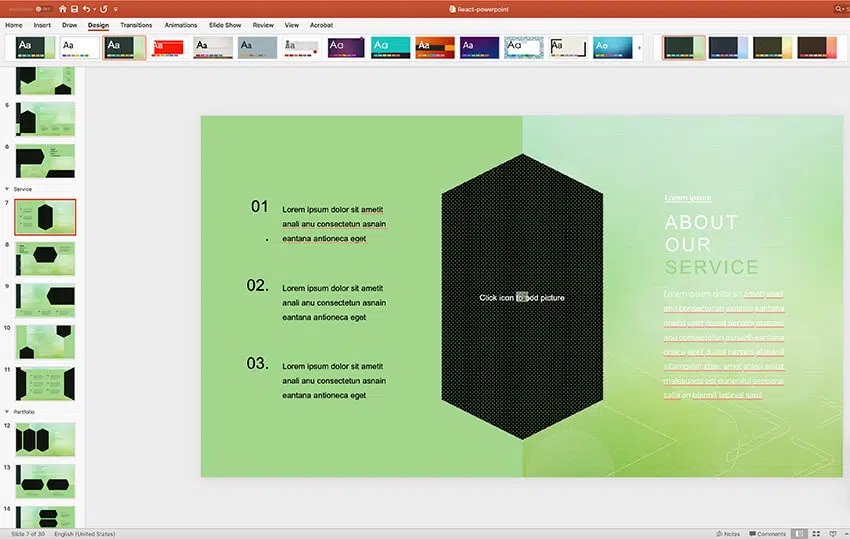 AutoSave OFF
React-powerpoint
Home Insert Draw Design Transitions Animations Slide Show Review View Acrobat
Aa Aa Aa Aa Aa Aa Aa Aa Aa Aa Aa Aa Aa Aa
5
6
Service
7
8
9
10
11
Portfolio
12
13
14
01
.
Lorem ipsum dolor sit ametit
anali anu consectetun asnain
eantana antioneca eget
02.
Lorem ipsum dolor sit ametit
anali anu consectetun asnain
eantana antioneca eget
03.
Lorem ipsum dolor sit ametit
anali anu consectetun asnain
eantana antioneca eget
Click icon to add picture
Lorem ipsum
ABOUT
OUR
SERVICE
Lorem ipsum dolor sit amet anali
anu consectetun asnania eantana
Slide 7 of 30 English (United States) Notes Comments